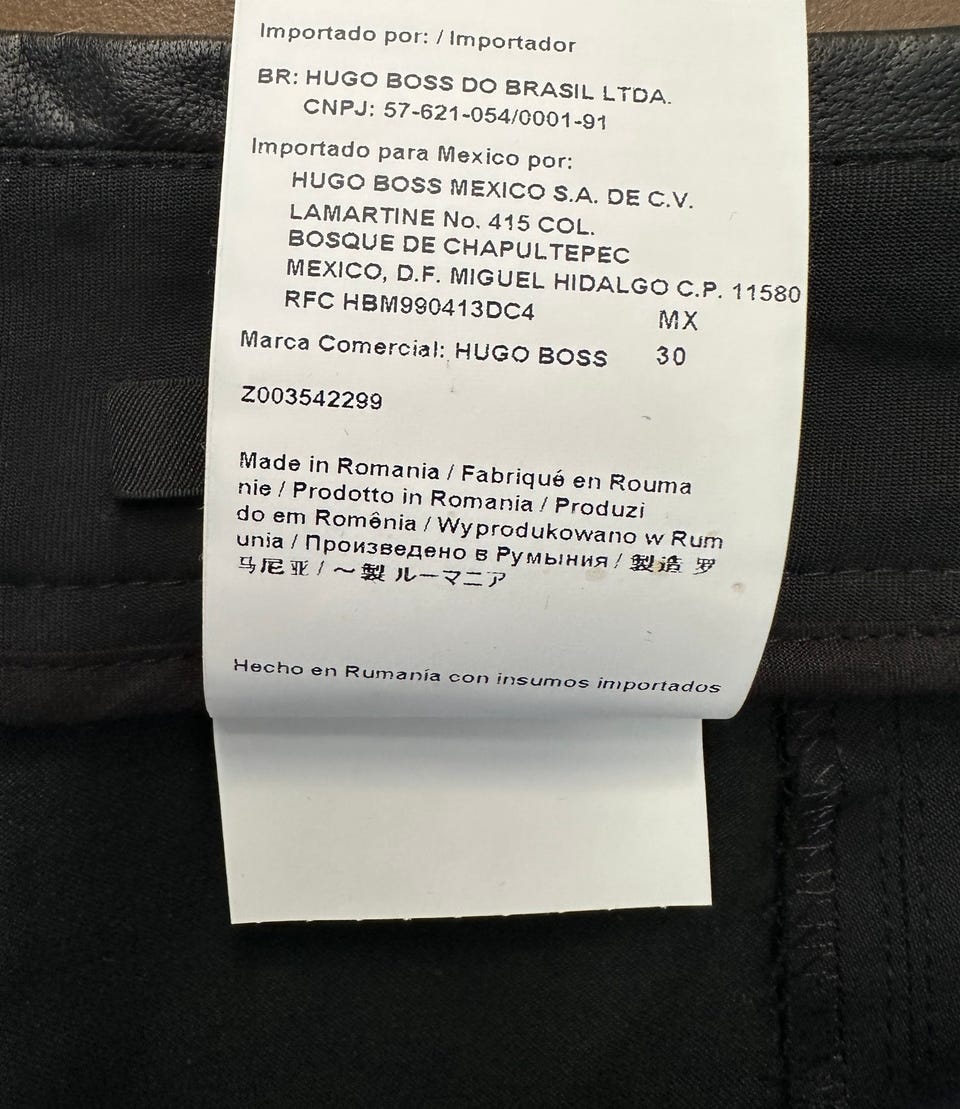 Importado por: / Importador
BR: HUGO BOSS DO BRASIL LTDA.
CNPJ: 57-621-054/0001-91
Importado para Mexico por:
HUGO BOSS MEXICO S.A. DE C.V.
LAMARTINE No. 415 COL.
BOSQUE DE CHAPULTEPEC
MEXICO, D.F. MIGUEL HIDALGO C.P. 11580
RFC HBM990413DC4 MX
Marca Comercial: HUGO BOSS 30
Z003542299
Made in Romania / Fabriqué en Rouma
nie / Prodotto in Romania / Produzi
do em Romênia / Wyprodukowano w Rum
unia / Произведено в Румыния / 製造 罗
马尼亚 / ～製 ルーマニア
Hecho en Rumanía con insumos importados